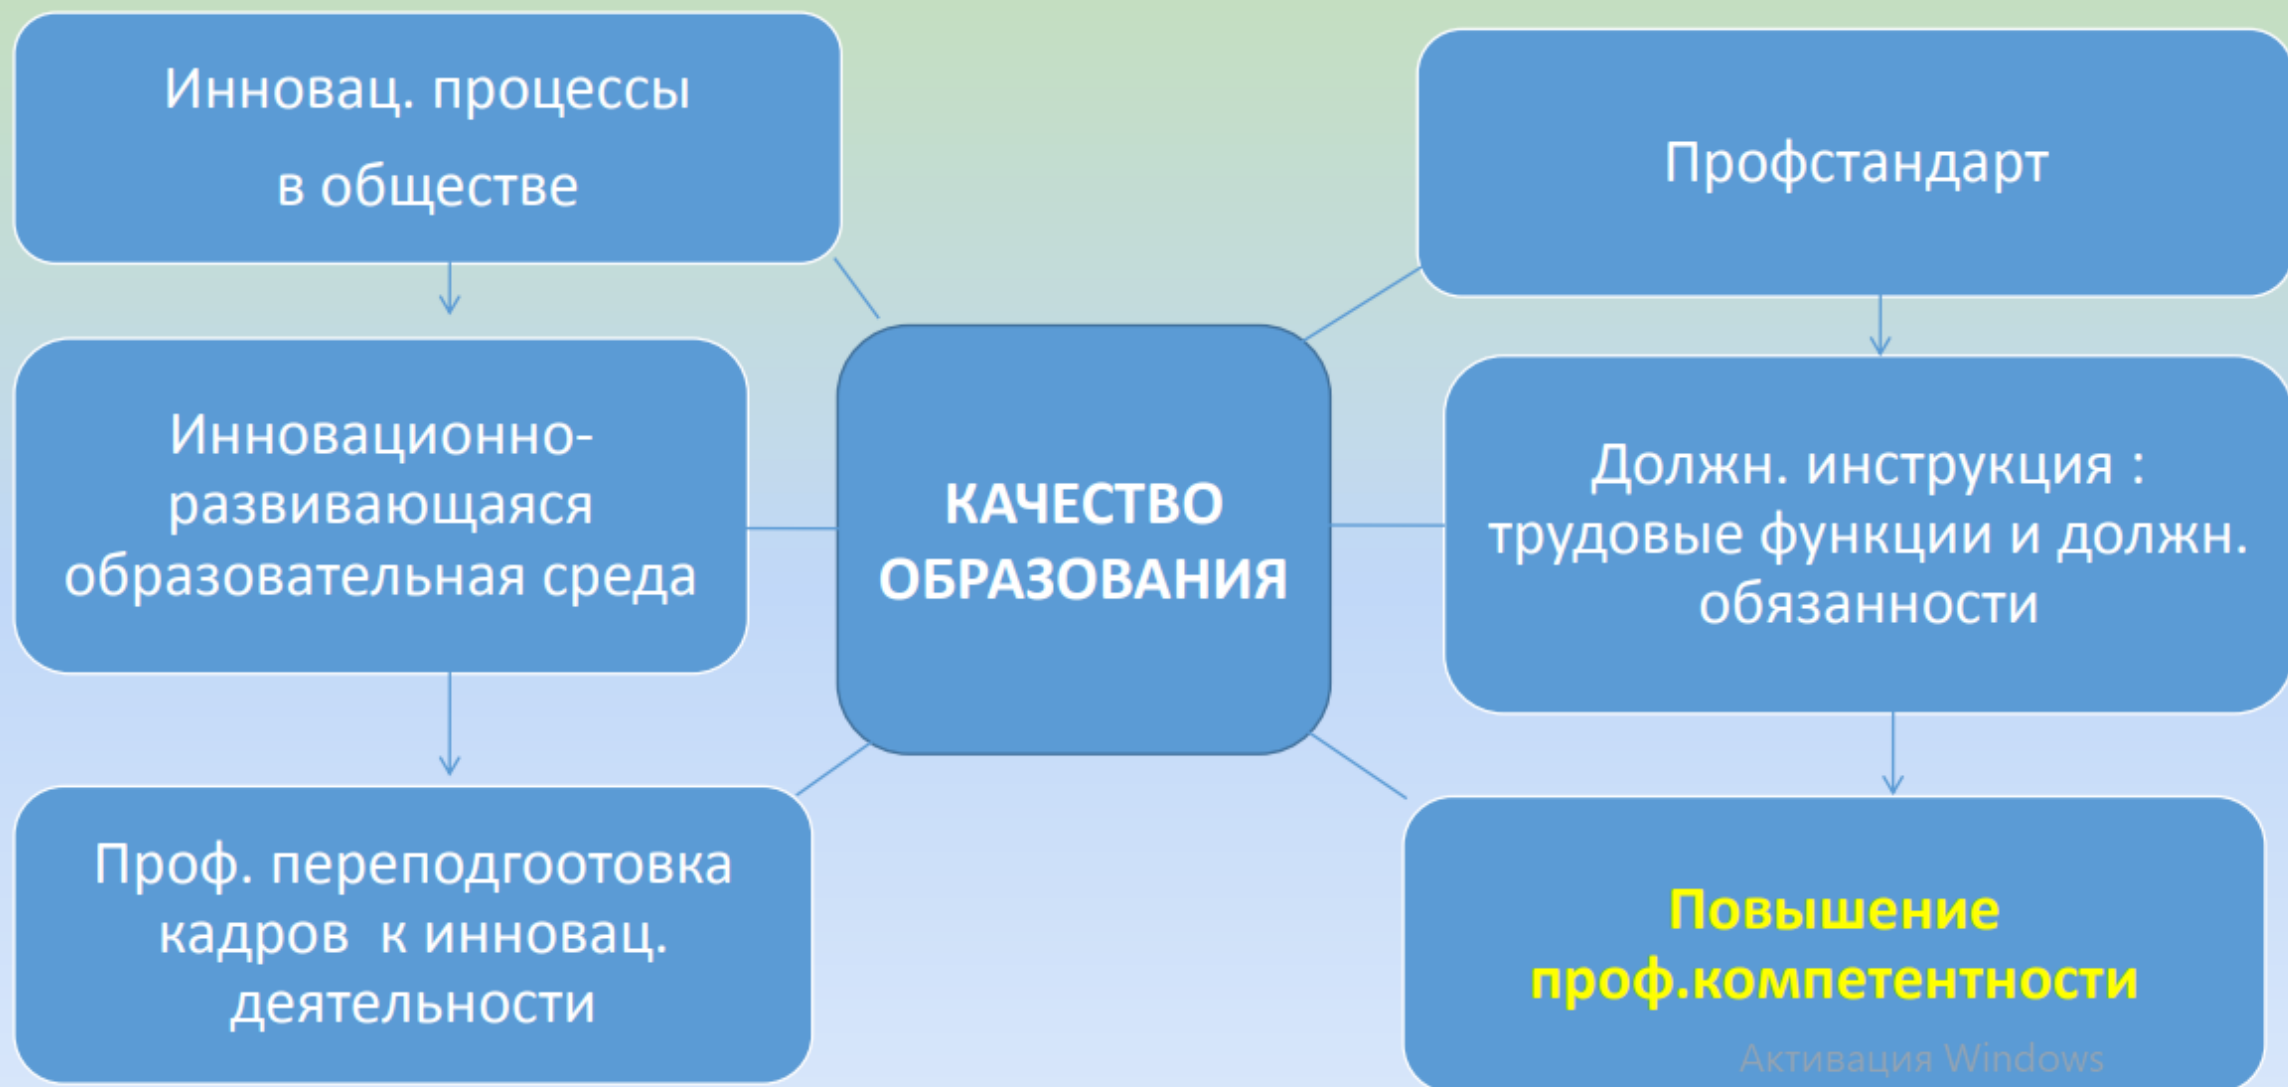 Инновац. процессы
в обществе
Профстандарт
Инновационно-
развивающаяся
образовательная среда
КАЧЕСТВО
ОБРАЗОВАНИЯ
Должн. инструкция :
трудовые функции и должн.
обязанности
Проф. переподгоотовка
кадров  к инновац.
деятельности
Повышение
проф.компетентности
Активация Windows